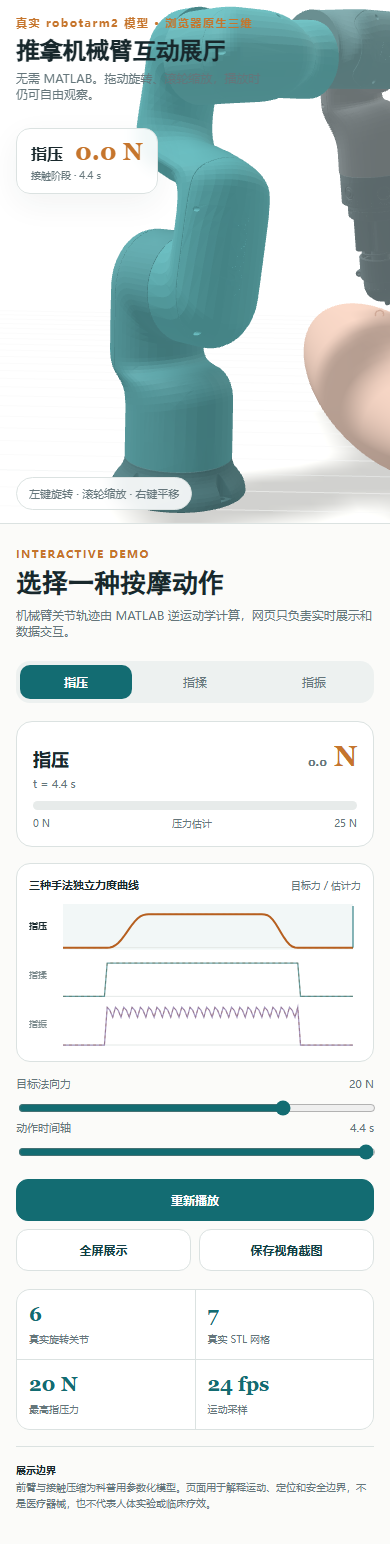 真实 robotarm2 模型 • 浏览器原生三维
推拿机械臂互动展厅
无需 MATLAB。拖动旋转，
仍可自由观察。
指压 0.0 N
接触阶段 · 4.4 s
左键旋转 · 滚轮缩放 · 右键平移
INTERACTIVE DEMO
选择一种按摩动作
机械臂关节轨迹由 MATLAB 逆运动学计算，网页只负责实时展示和
数据交互。
指压 指揉 指振
指压 0.0 N
t = 4.4 s
0 N 压力估计 25 N
三种手法独立力度曲线 目标力 / 估计力
指压
指揉
指振
目标法向力 20 N
动作时间轴 4.4 s
重新播放
全屏展示 保存视角截图
6 7
真实旋转关节 真实 STL 网格
20 N 24 fps
最高指压力 运动采样
展示边界
前臂与接触压缩为科普用参数化模型。页面用于解释运动、定位和安全边界，不
是医疗器械，也不代表人体实验或临床疗效。